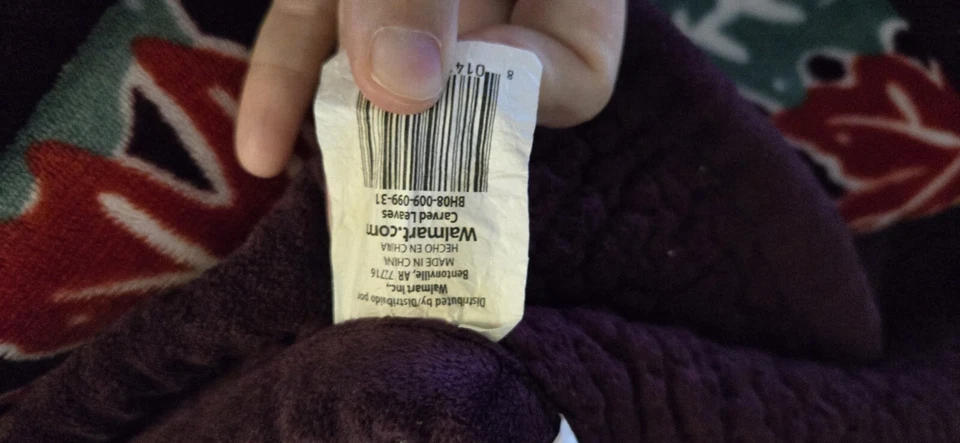 Distributed by/Distribuido por
Walmart Inc.,
Bentonville, AR 72716
MADE IN CHINA
HECHO EN CHINA
Walmart.com
Carved Leaves
BH08-009-099-31
8